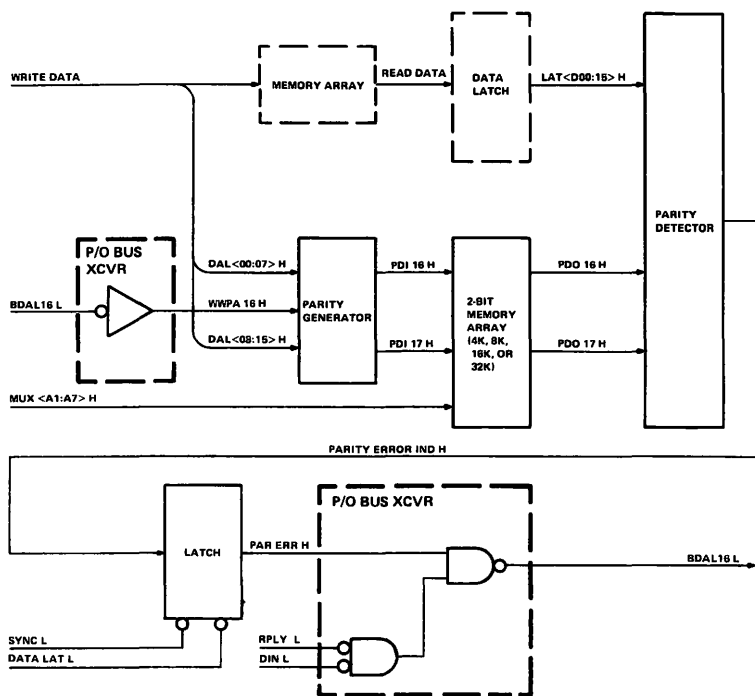 WRITE DATA
MEMORY ARRAY
READ DATA
DATA
LATCH
LAT<D00:15> H
PARITY
DETECTOR
P/O BUS
XCVR
BDAL16 L
DAL<00:07> H
WWPA 16 H
DAL<08:15> H
PARITY
GENERATOR
PDI 16 H
PDI 17 H
2-BIT
MEMORY
ARRAY
(4K, 8K,
16K, OR
32K)
PDO 16 H
PDO 17 H
MUX <A1:A7> H
PARITY ERROR IND H
LATCH
PAR ERR H
P/O BUS XCVR
BDAL16 L
SYNC L
DATA LAT L
RPLY L
DIN L